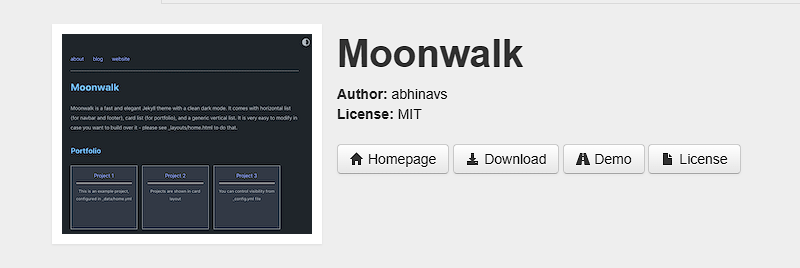 about blog website
Moonwalk
Moonwalk is a fast and elegant Jekyll theme with a clean dark mode. It comes with horizontal list
(for navbar and footer), card list (for portfolio), and a generic vertical list. It is very easy to modify in
case you want to build over it - please see _layouts/home.html to do that.
Portfolio
Project 1 Project 2 Project 3
This is an example project, Projects are shown in card You can control visibility from
configured in _data/home.yml layout _config.yml file
Moonwalk
Author: abhinavs
License: MIT
Homepage Download Demo License